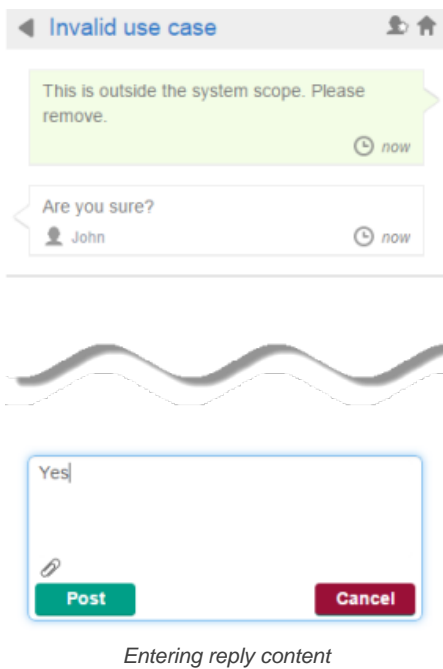 Invalid use case
This is outside the system scope. Please
remove.
now
Are you sure?
John now
Yes
Post Cancel
Entering reply content